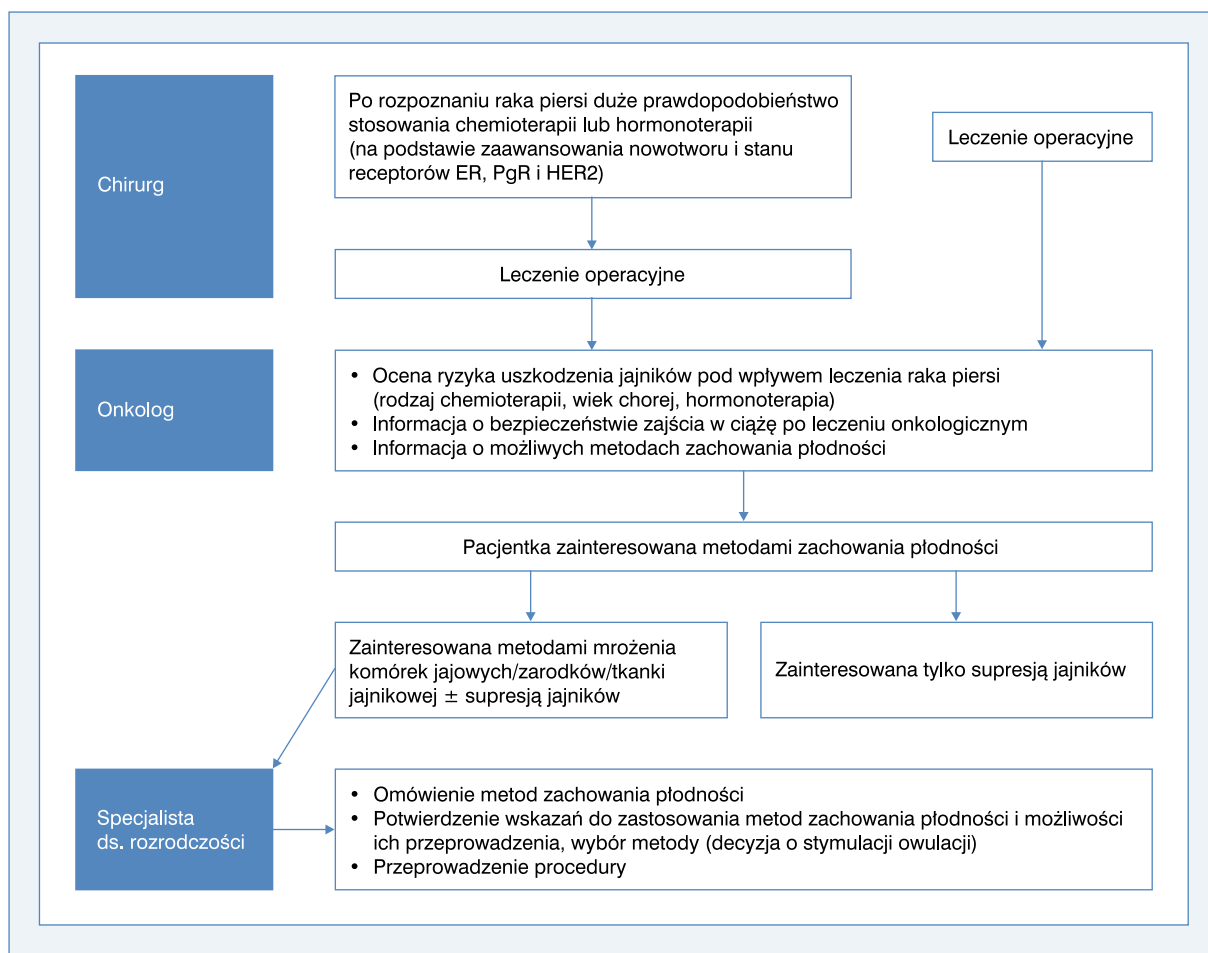 Chirurg
Po rozpoznaniu raka piersi duże prawdopodobieństwo
stosowania chemioterapii lub hormonoterapii
(na podstawie zaawansowania nowotworu i stanu
receptorów ER, PgR i HER2)
Leczenie operacyjne
Leczenie operacyjne
Onkolog
• Ocena ryzyka uszkodzenia jajników pod wpływem leczenia raka piersi
(rodzaj chemioterapii, wiek chorej, hormonoterapia)
• Informacja o bezpieczeństwie zajścia w ciążę po leczeniu onkologicznym
• Informacja o możliwych metodach zachowania płodności
Pacjentka zainteresowana metodami zachowania płodności
Zainteresowana metodami mrożenia
komórek jajowych/zarodków/tkanki
jajnikowej ± supresją jajników
Zainteresowana tylko supresją jajników
Specjalista
ds. rozrodczości
• Omówienie metod zachowania płodności
• Potwierdzenie wskazań do zastosowania metod zachowania płodności i możliwości
ich przeprowadzenia, wybór metody (decyzja o stymulacji owulacji)
• Przeprowadzenie procedury